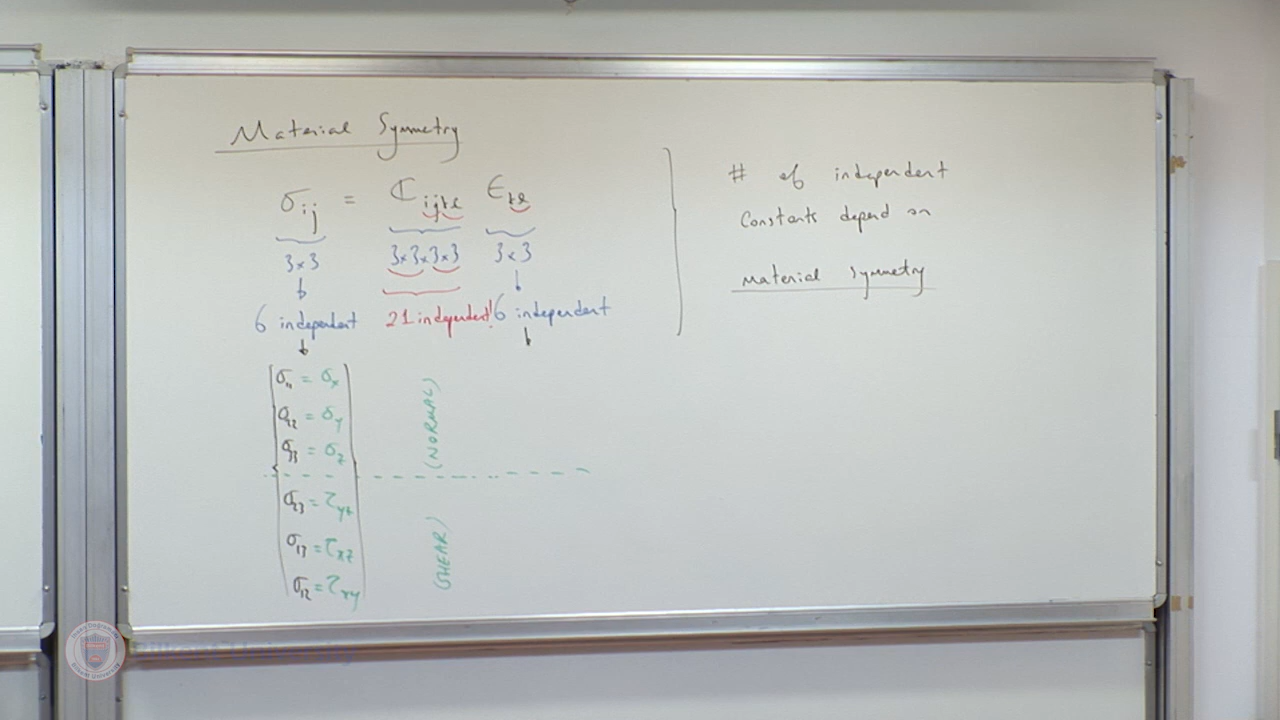 Material Symmetry
σij = ℂijkl ϵkl
3×3 3×3×3×3 3×3
6 independent 21 independent! 6 independent
σ11 = σx
σ22 = σy
σ33 = σz
(NORMAL)
σ23 = τyz
σ13 = τxz
σ12 = τxy
(SHEAR)
# of independent
Constants depend on
Material Symmetry
Bilkent University